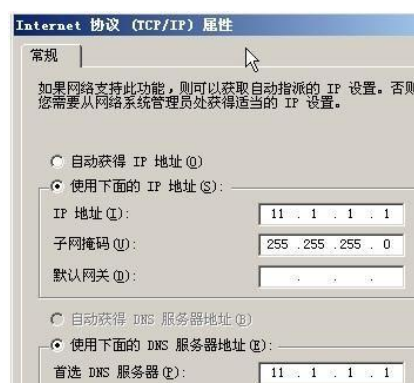 Internet 协议 (TCP/IP) 属性
常规
如果网络支持此功能，则可以获取自动指派的 IP 设置。否则
您需要从网络系统管理员处获得适当的 IP 设置。
自动获得 IP 地址(O)
使用下面的 IP 地址(S):
IP 地址(I): 11 . 1 . 1 . 1
子网掩码(U): 255 .255 .255 . 0
默认网关(D): . . .
自动获得 DNS 服务器地址(B)
使用下面的 DNS 服务器地址(E):
首选 DNS 服务器(P): 11 . 1 . 1 . 1